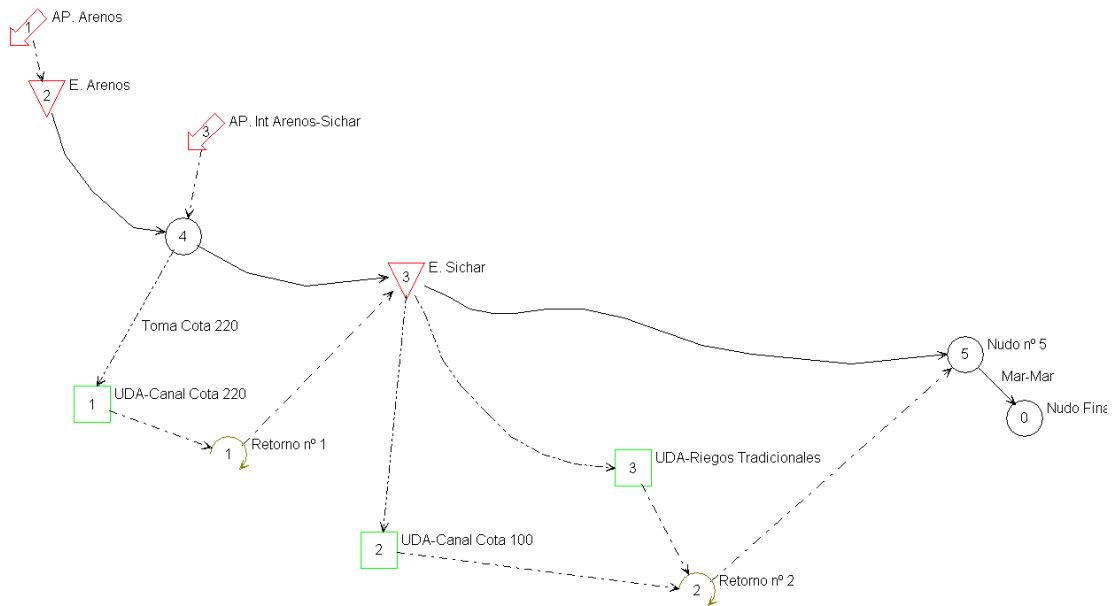 1 AP. Arenos
2 E. Arenos
3 AP. Int Arenos-Sichar
4
3 E. Sichar
Toma Cota 220
5 Nudo nº 5
Mar-Mar
1 UDA-Canal Cota 220
0 Nudo Fina
1 Retorno nº 1
3 UDA-Riegos Tradicionales
2 UDA-Canal Cota 100
2 Retorno nº 2